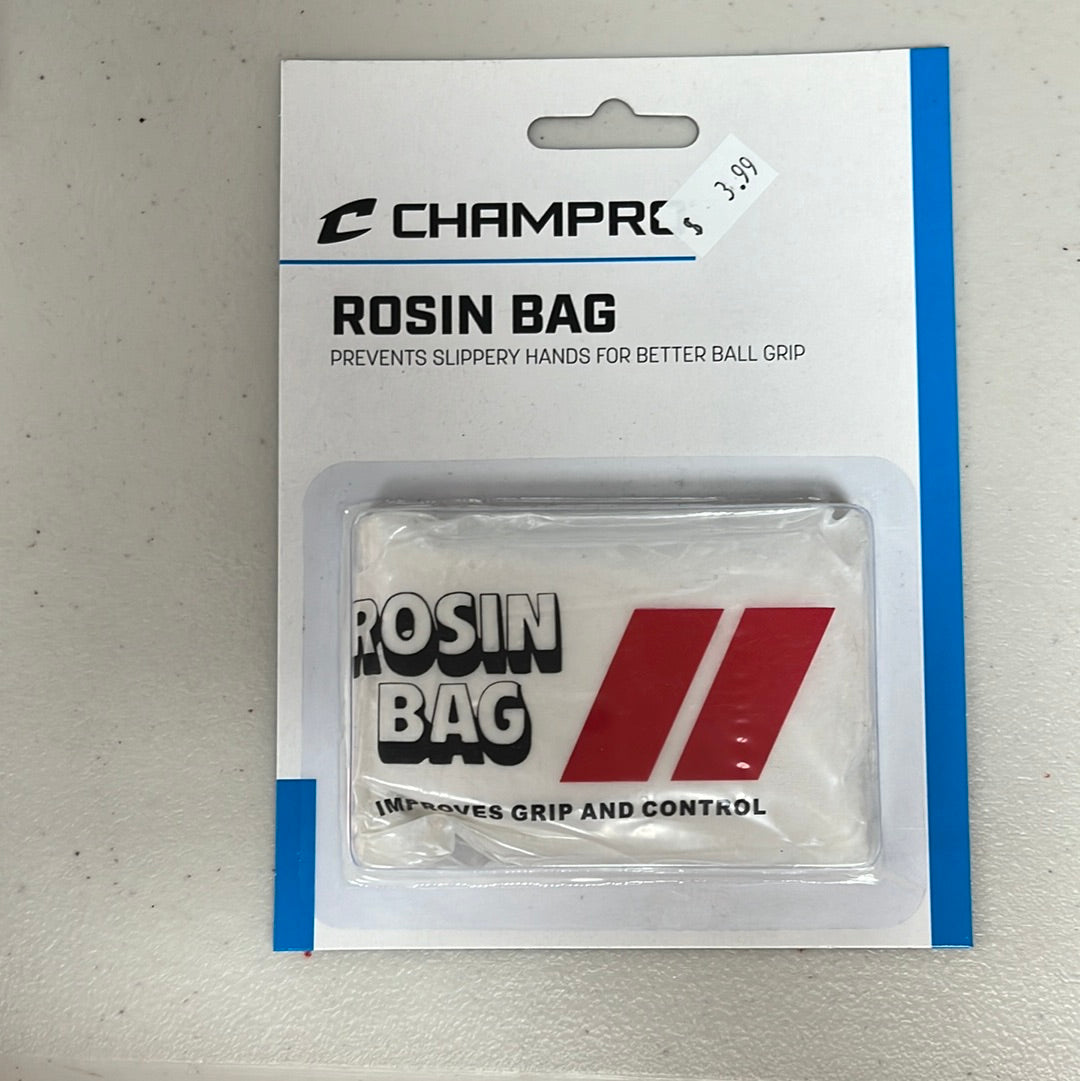 CHAMPRO
$ 3.99
ROSIN BAG
PREVENTS SLIPPERY HANDS FOR BETTER BALL GRIP
ROSIN
BAG
IMPROVES GRIP AND CONTROL